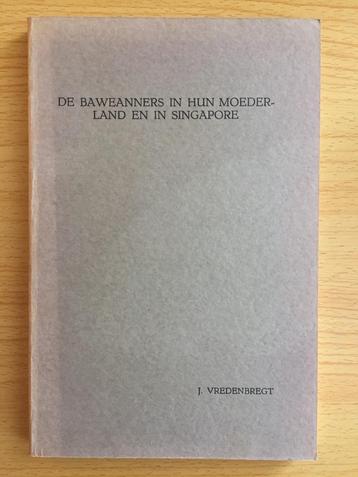 DE BAWEANNERS IN HUN MOEDER-
LAND EN IN SINGAPORE
J. VREDENBREGT